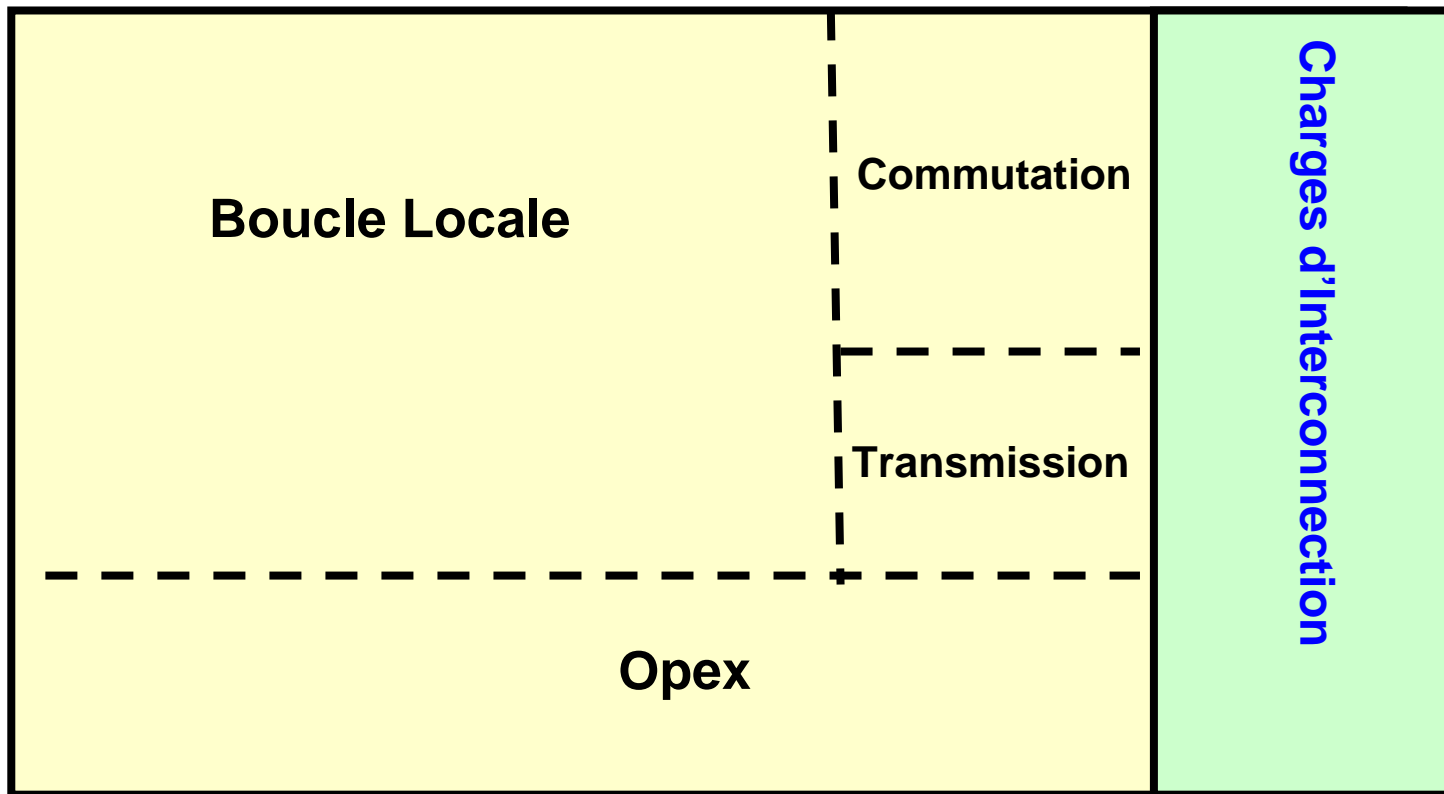 Boucle Locale
Commutation
Transmission
Opex
Charges d’Interconnection